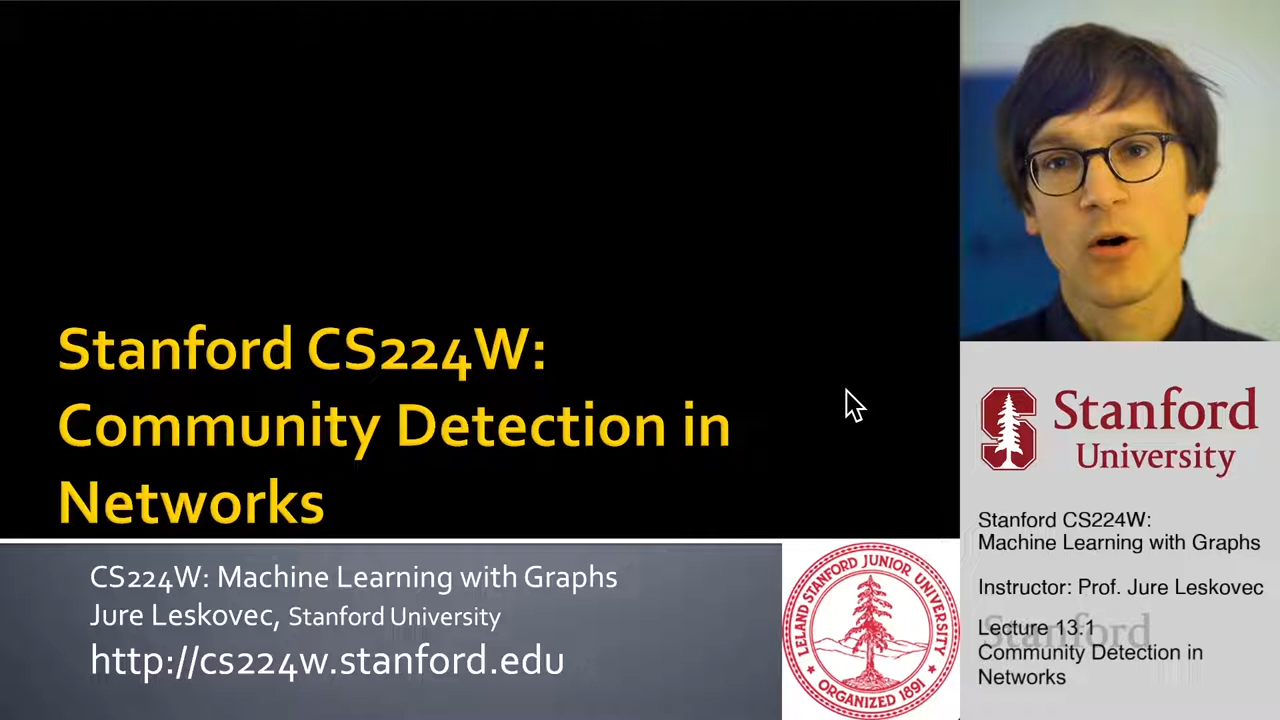 Stanford CS224W:
Community Detection in
Networks
CS224W: Machine Learning with Graphs
Jure Leskovec, Stanford University
http://cs224w.stanford.edu
LELAND STANFORD JUNIOR UNIVERSITY
ORGANIZED 1891
Stanford
University
Stanford CS224W:
Machine Learning with Graphs
Instructor: Prof. Jure Leskovec
Stanford
Lecture 13.1
Community Detection in
Networks